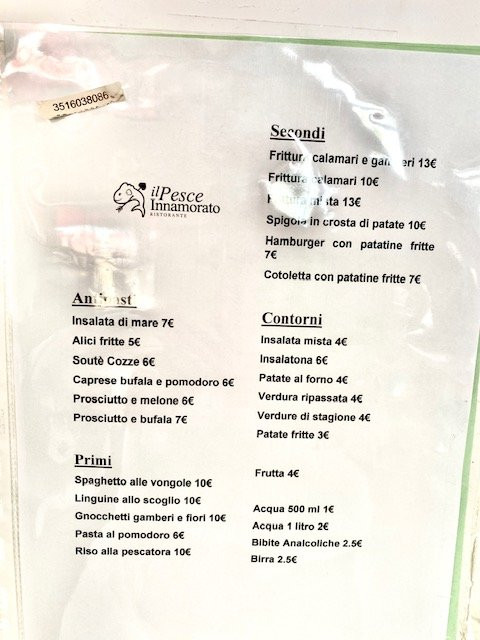 3516038086
il Pesce
Innamorato
RISTORANTE
Antipasti
Insalata di mare 7€
Alici fritte 5€
Soutè Cozze 6€
Caprese bufala e pomodoro 6€
Prosciutto e melone 6€
Prosciutto e bufala 7€
Primi
Spaghetto alle vongole 10€
Linguine allo scoglio 10€
Gnocchetti gamberi e fiori 10€
Pasta al pomodoro 6€
Riso alla pescatora 10€
Secondi
Frittura calamari e gamberi 13€
Frittura calamari 10€
Frittura mista 13€
Spigola in crosta di patate 10€
Hamburger con patatine fritte
7€
Cotoletta con patatine fritte 7€
Contorni
Insalata mista 4€
Insalatona 6€
Patate al forno 4€
Verdura ripassata 4€
Verdure di stagione 4€
Patate fritte 3€
Frutta 4€
Acqua 500 ml 1€
Acqua 1 litro 2€
Bibite Analcoliche 2.5€
Birra 2.5€